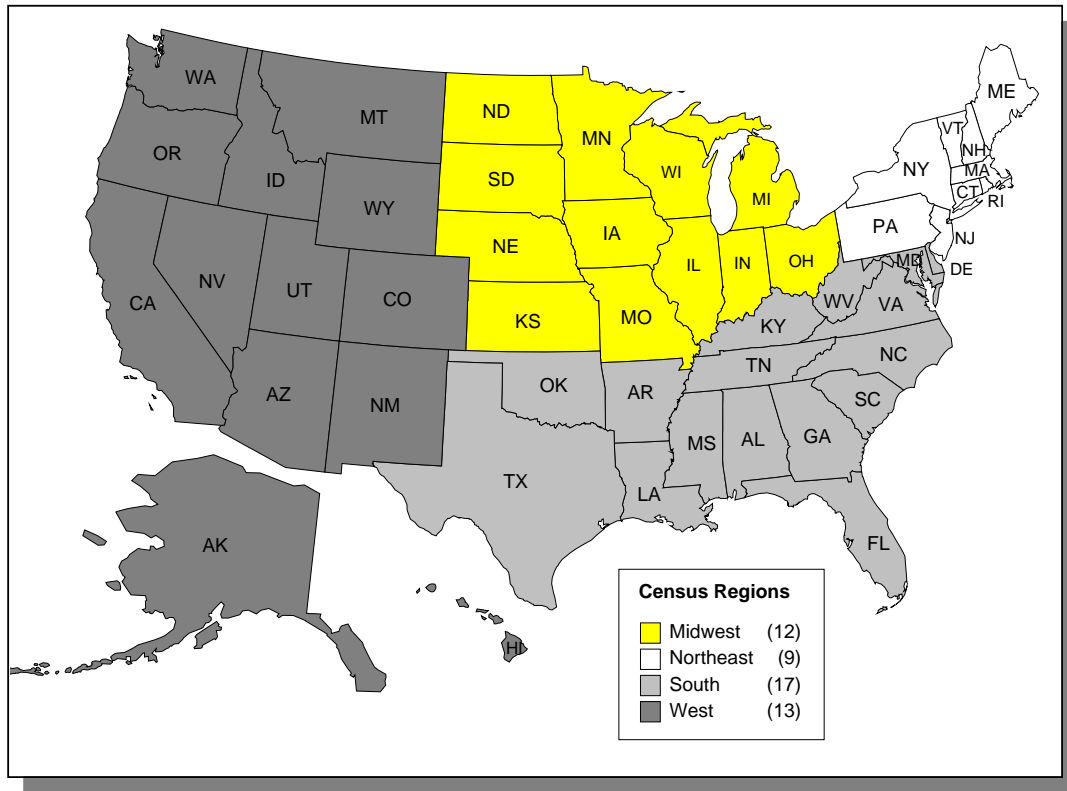 WA
MT
ND
MN
ME
VT
NH
OR
ID
SD
WI
NY
MA
WY
MI
CT
RI
NE
IA
PA
NJ
NV
UT
CO
IL
IN
OH
MD
DE
CA
KS
MO
WV
VA
KY
AZ
NM
OK
AR
TN
NC
SC
TX
MS
AL
GA
LA
AK
FL
HI
Census Regions
Midwest (12)
Northeast (9)
South (17)
West (13)